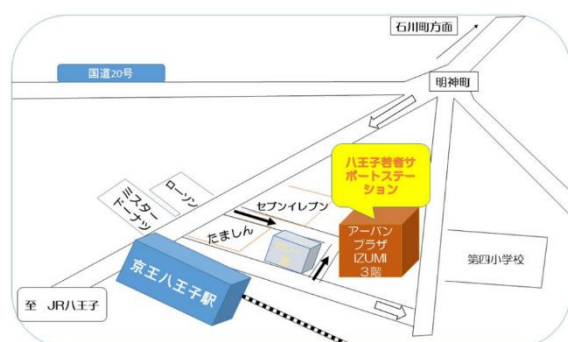 石川町方面
国道20号
明神町
八王子若者サ
ポートステー
ション
ローソン
ミスター
ドーナツ
セブンイレブン
たましん
アーバン
プラザ
IZUMI
3階
第四小学校
京王八王子駅
至 JR八王子